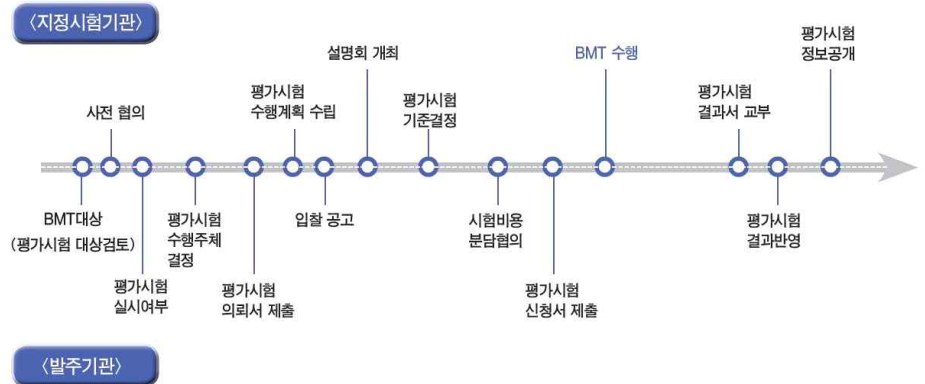 〈지정시험기관〉
사전 협의
평가시험
수행계획 수립
설명회 개최
평가시험
기준결정
BMT 수행
평가시험
결과서 교부
평가시험
정보공개
BMT대상
(평가시험 대상검토)
평가시험
실시여부
평가시험
수행주체
결정
평가시험
의뢰서 제출
입찰 공고
시험비용
분담협의
평가시험
신청서 제출
평가시험
결과반영
〈발주기관〉